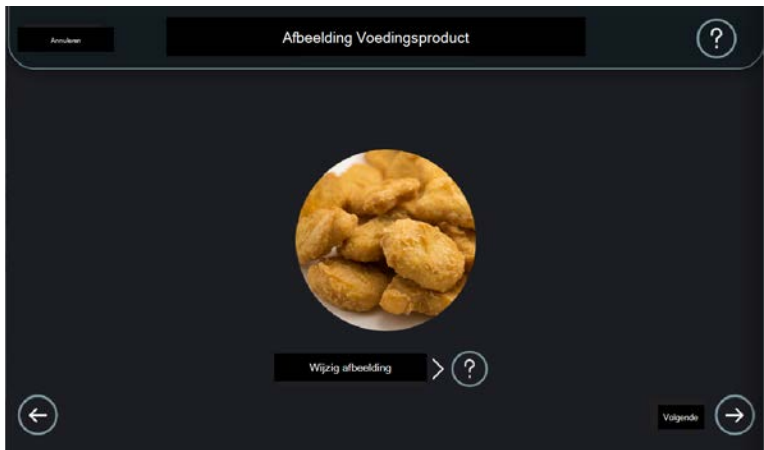 Annuleren
Afbeelding Voedingsproduct
?
Wijzig afbeelding
?
Volgende